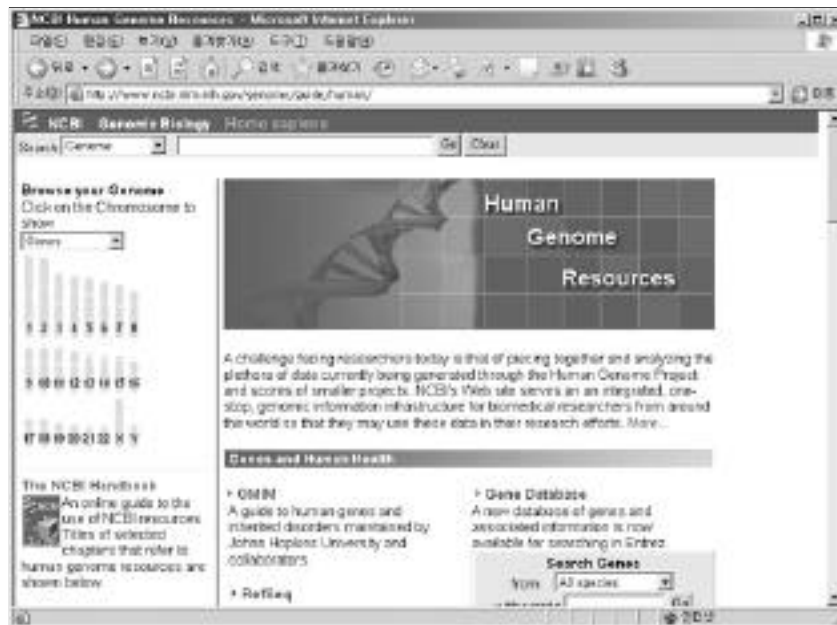 NCBI Human Genome Resources - Microsoft Internet Explorer
http://www.ncbi.nlm.nih.gov/genome/guide/human/
NCBI Genomic Biology Homo sapiens
Search Genome Go Clear
Browse your Genome
Click on the Chromosome to
show
Genes
1 2 3 4 5 6 7 8
9 10 11 12 13 14 15 16
17 18 19 20 21 22 X Y
The NCBI Handbook
An online guide to the
use of NCBI resources
Titles of selected
chapters that refer to
human genome resources are
shown below
Human
Genome
Resources
A challenge facing researchers today is that of piecing together and analyzing the
plethora of data currently being generated through the Human Genome Project
and scores of smaller projects. NCBI's Web site serves an an integrated, one-
stop, genomic information infrastructure for biomedical researchers from around
the world so that they may use these data in their research efforts. More...
Genes and Human Health
OMIM
A guide to human genes and
inherited disorders maintained by
Johns Hopkins University and
collaborators
RefSeq
Gene Database
A new database of genes and
associated information is now
available for searching in Entrez
Search Genes
from All species
Go